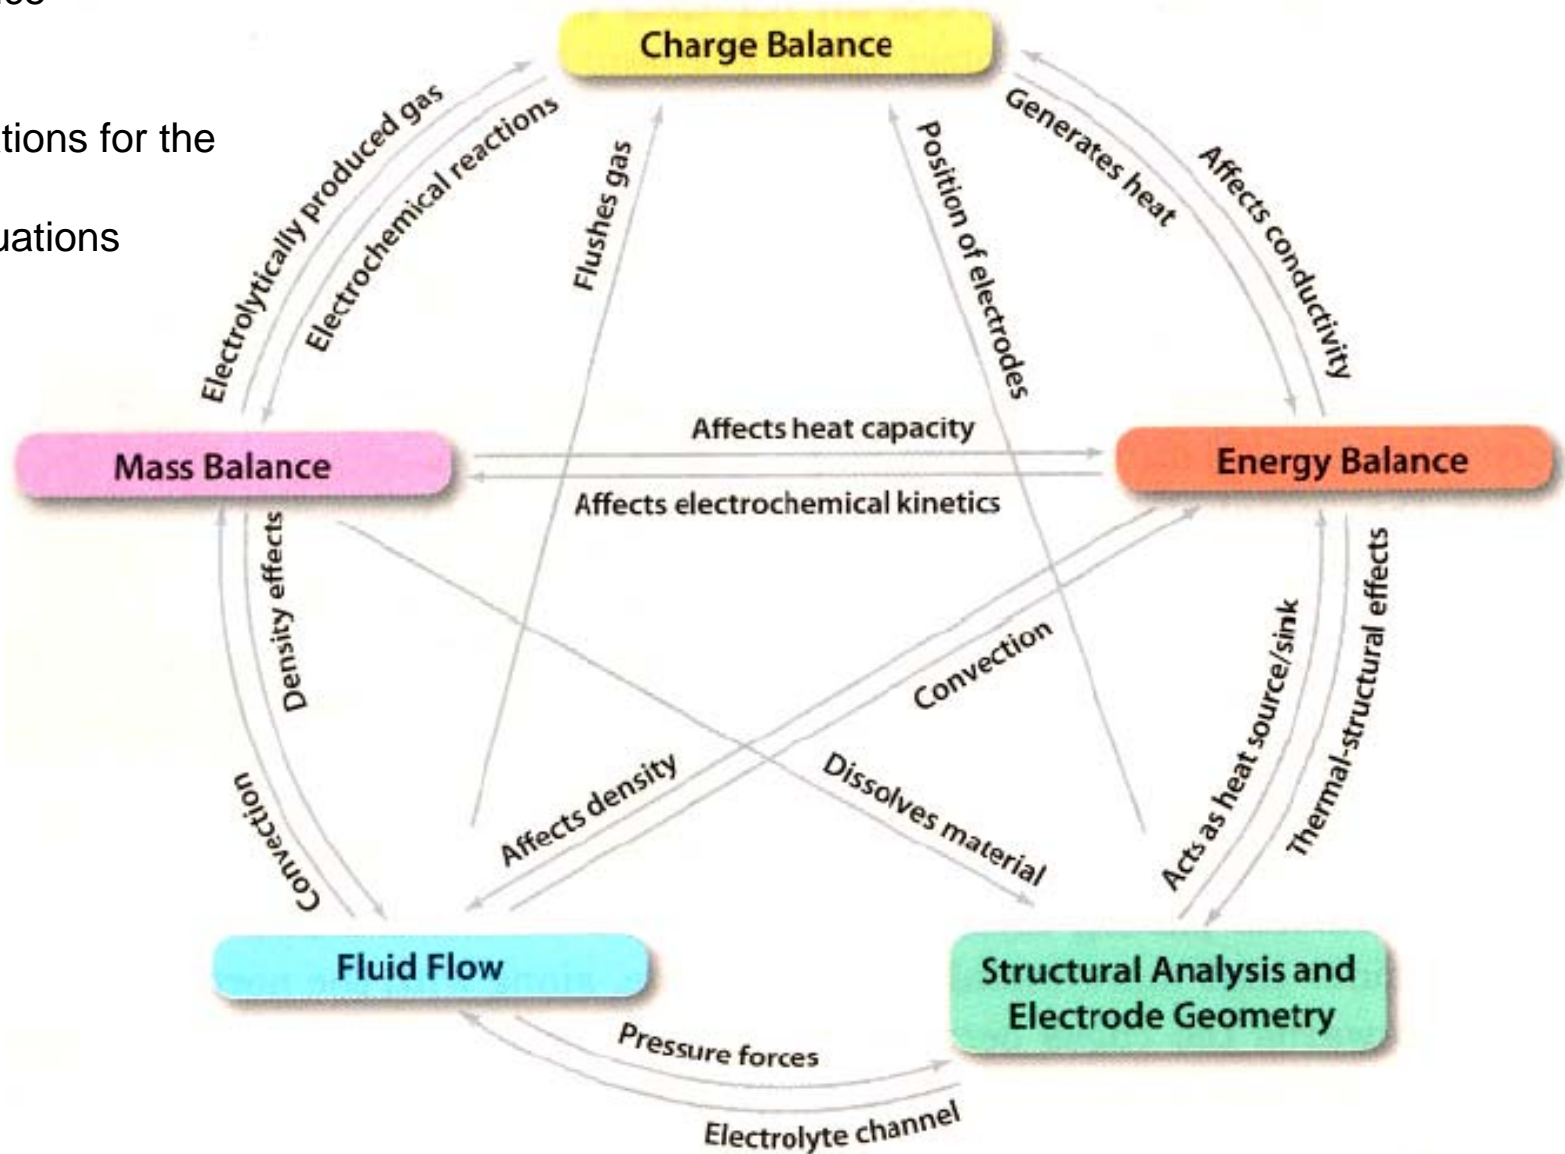 tions for the
uations
Charge Balance
Electrolytically produced gas
Electrochemical reactions
Flushes gas
Position of electrodes
Generates heat
Affects conductivity
Affects heat capacity
Mass Balance
Energy Balance
Affects electrochemical kinetics
Density effects
Convection
Convection
Affects density
Dissolves material
Acts as heat source/sink
Thermal-structural effects
Fluid Flow
Structural Analysis and
Electrode Geometry
Pressure forces
Electrolyte channel